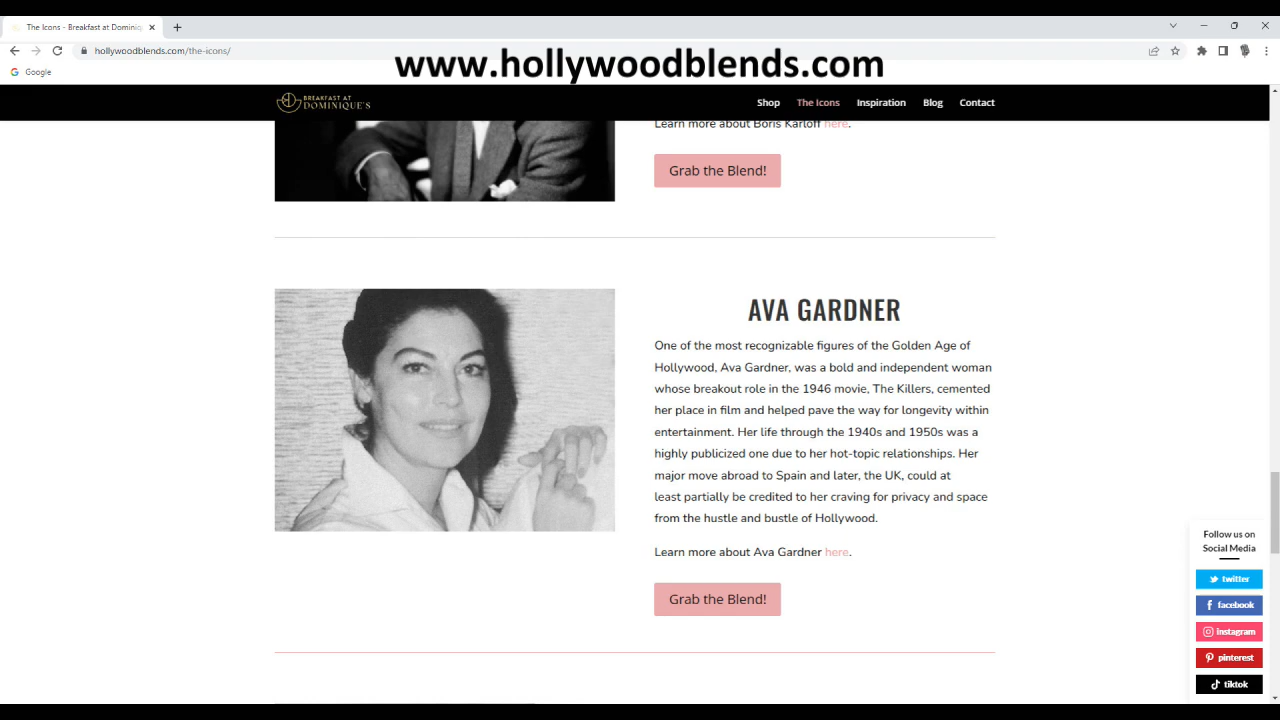 The Icons - Breakfast at Dominiq
hollywoodblends.com/the-icons/
Google
www.hollywoodblends.com
BREAKFAST AT
DOMINIQUE'S
Shop
The Icons
Inspiration
Blog
Contact
Learn more about Boris Karloff here.
Grab the Blend!
AVA GARDNER
One of the most recognizable figures of the Golden Age of
Hollywood, Ava Gardner, was a bold and independent woman
whose breakout role in the 1946 movie, The Killers, cemented
her place in film and helped pave the way for longevity within
entertainment. Her life through the 1940s and 1950s was a
highly publicized one due to her hot-topic relationships. Her
major move abroad to Spain and later, the UK, could at
least partially be credited to her craving for privacy and space
from the hustle and bustle of Hollywood.
Learn more about Ava Gardner here.
Grab the Blend!
Follow us on
Social Media
twitter
facebook
instagram
pinterest
tiktok